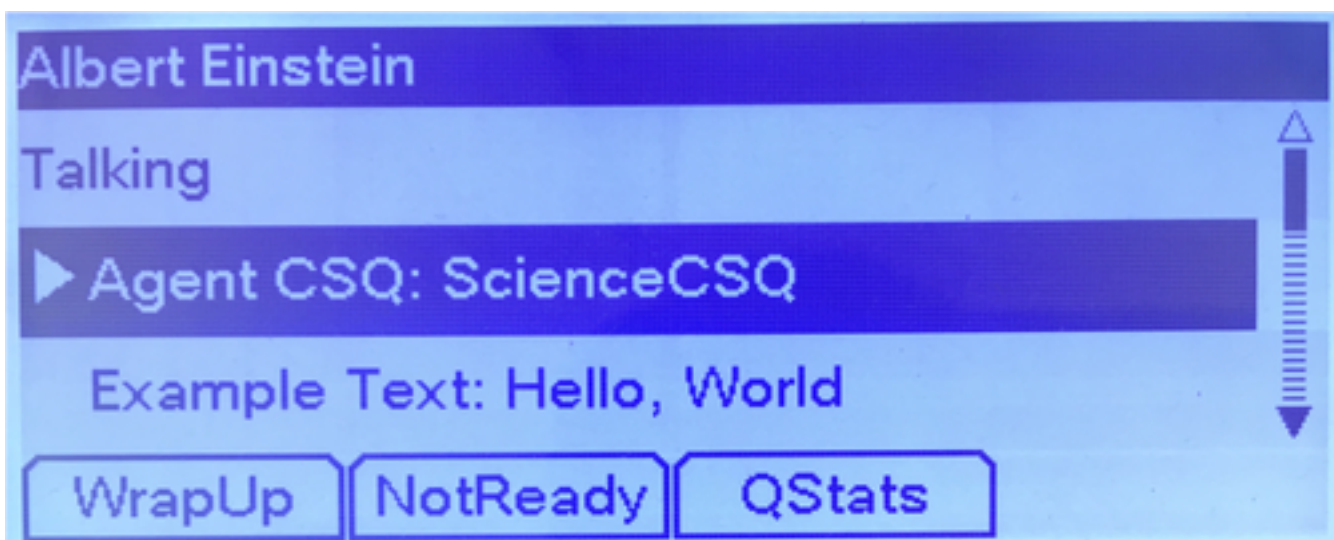 Albert Einstein
Talking
Agent CSQ: ScienceCSQ
Example Text: Hello, World
WrapUp NotReady QStats